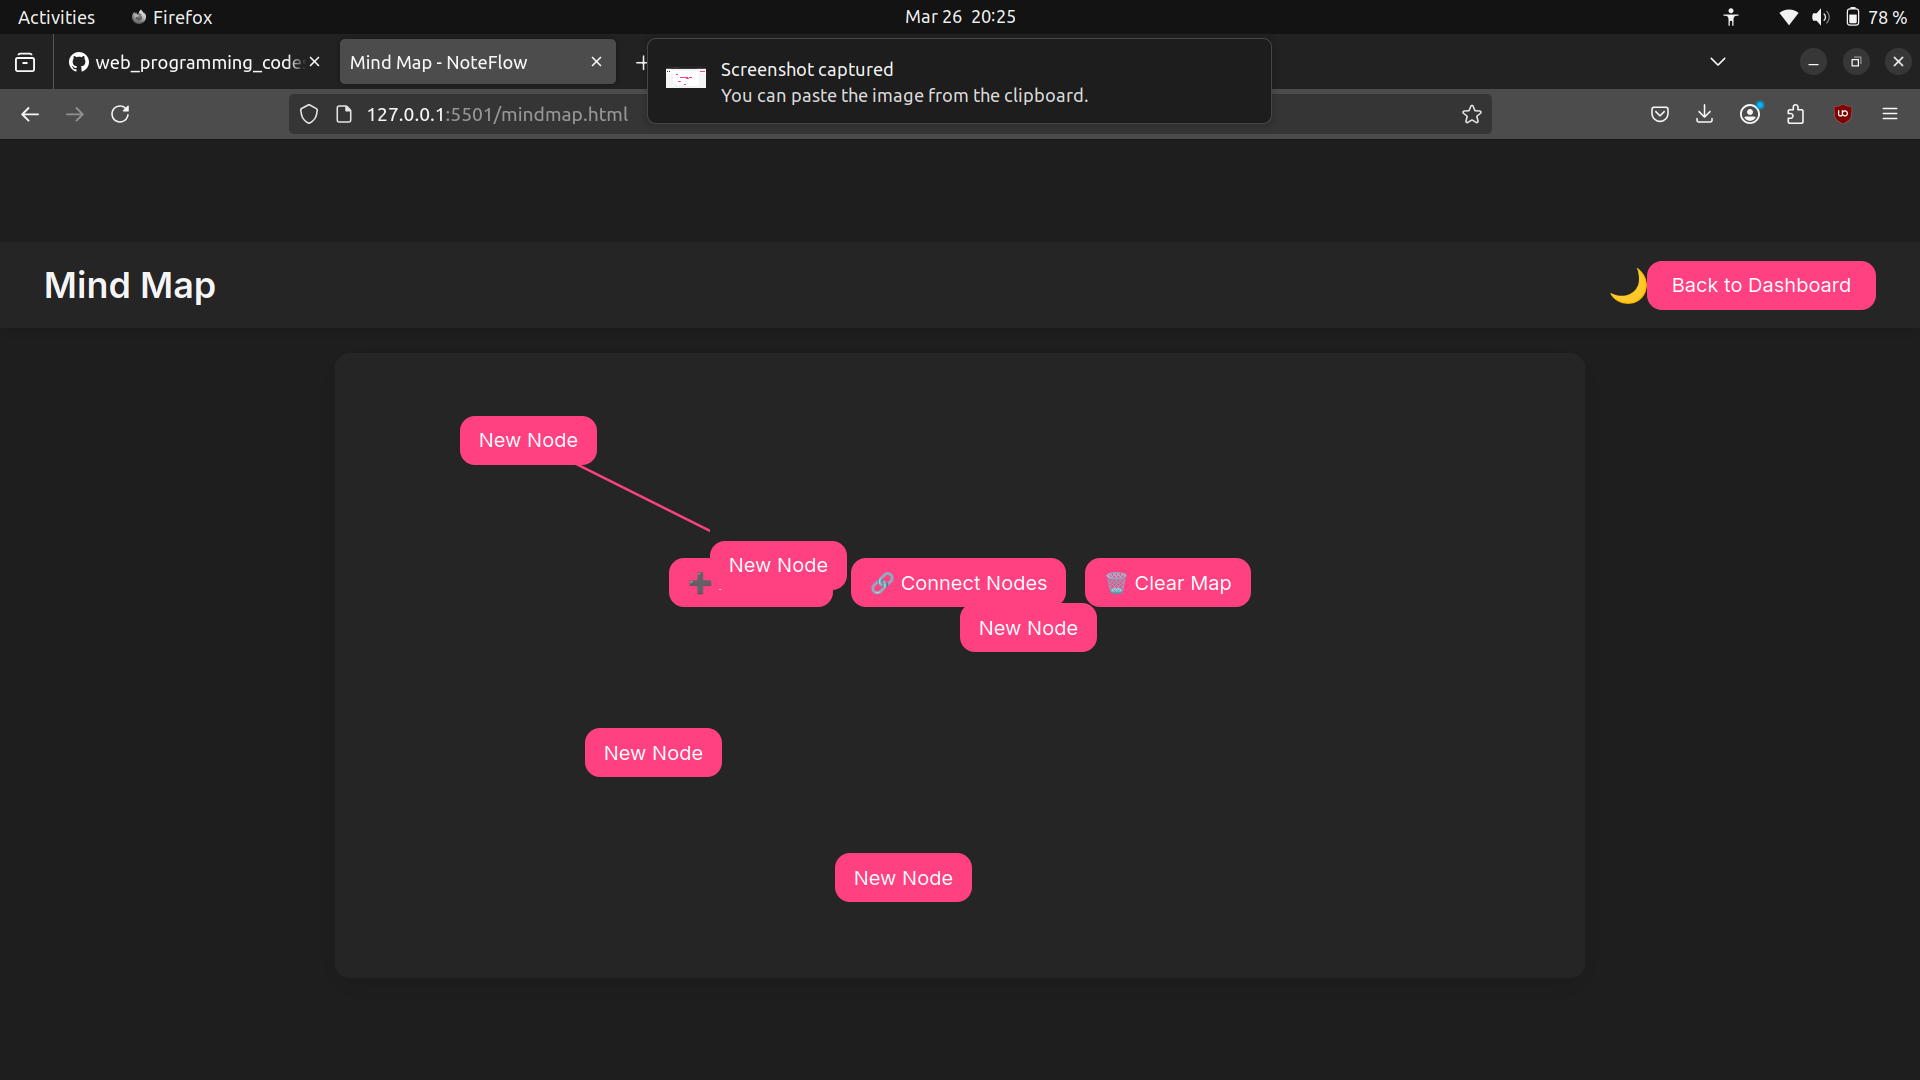 Activities
Firefox
Mar 26 20:25
78 %
web_programming_code
Mind Map - NoteFlow
Screenshot captured
You can paste the image from the clipboard.
127.0.0.1:5501/mindmap.html
Mind Map
Back to Dashboard
New Node
New Node
Connect Nodes
Clear Map
New Node
New Node
New Node